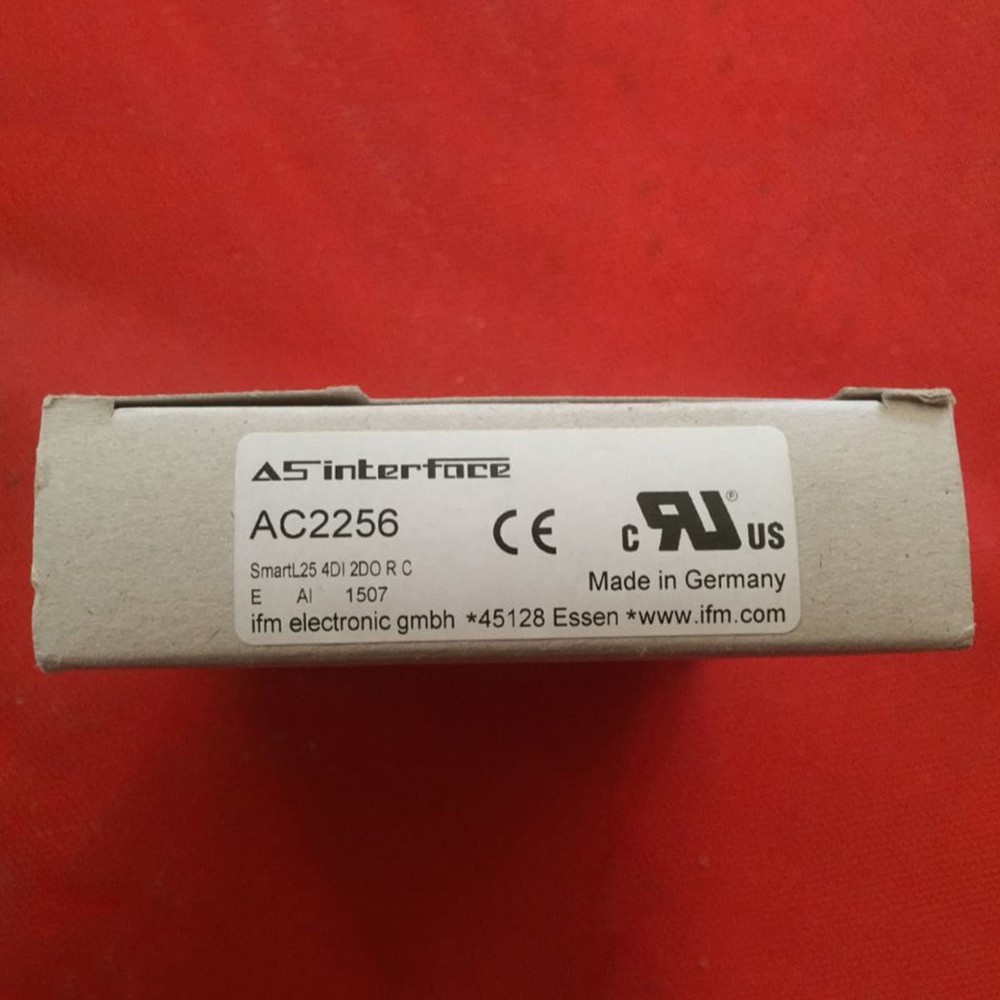 AS interface
AC2256
CE
c RU ® US
SmartL25 4DI 2DO R C
Made in Germany
E AI 1507
ifm electronic gmbh *45128 Essen *www.ifm.com